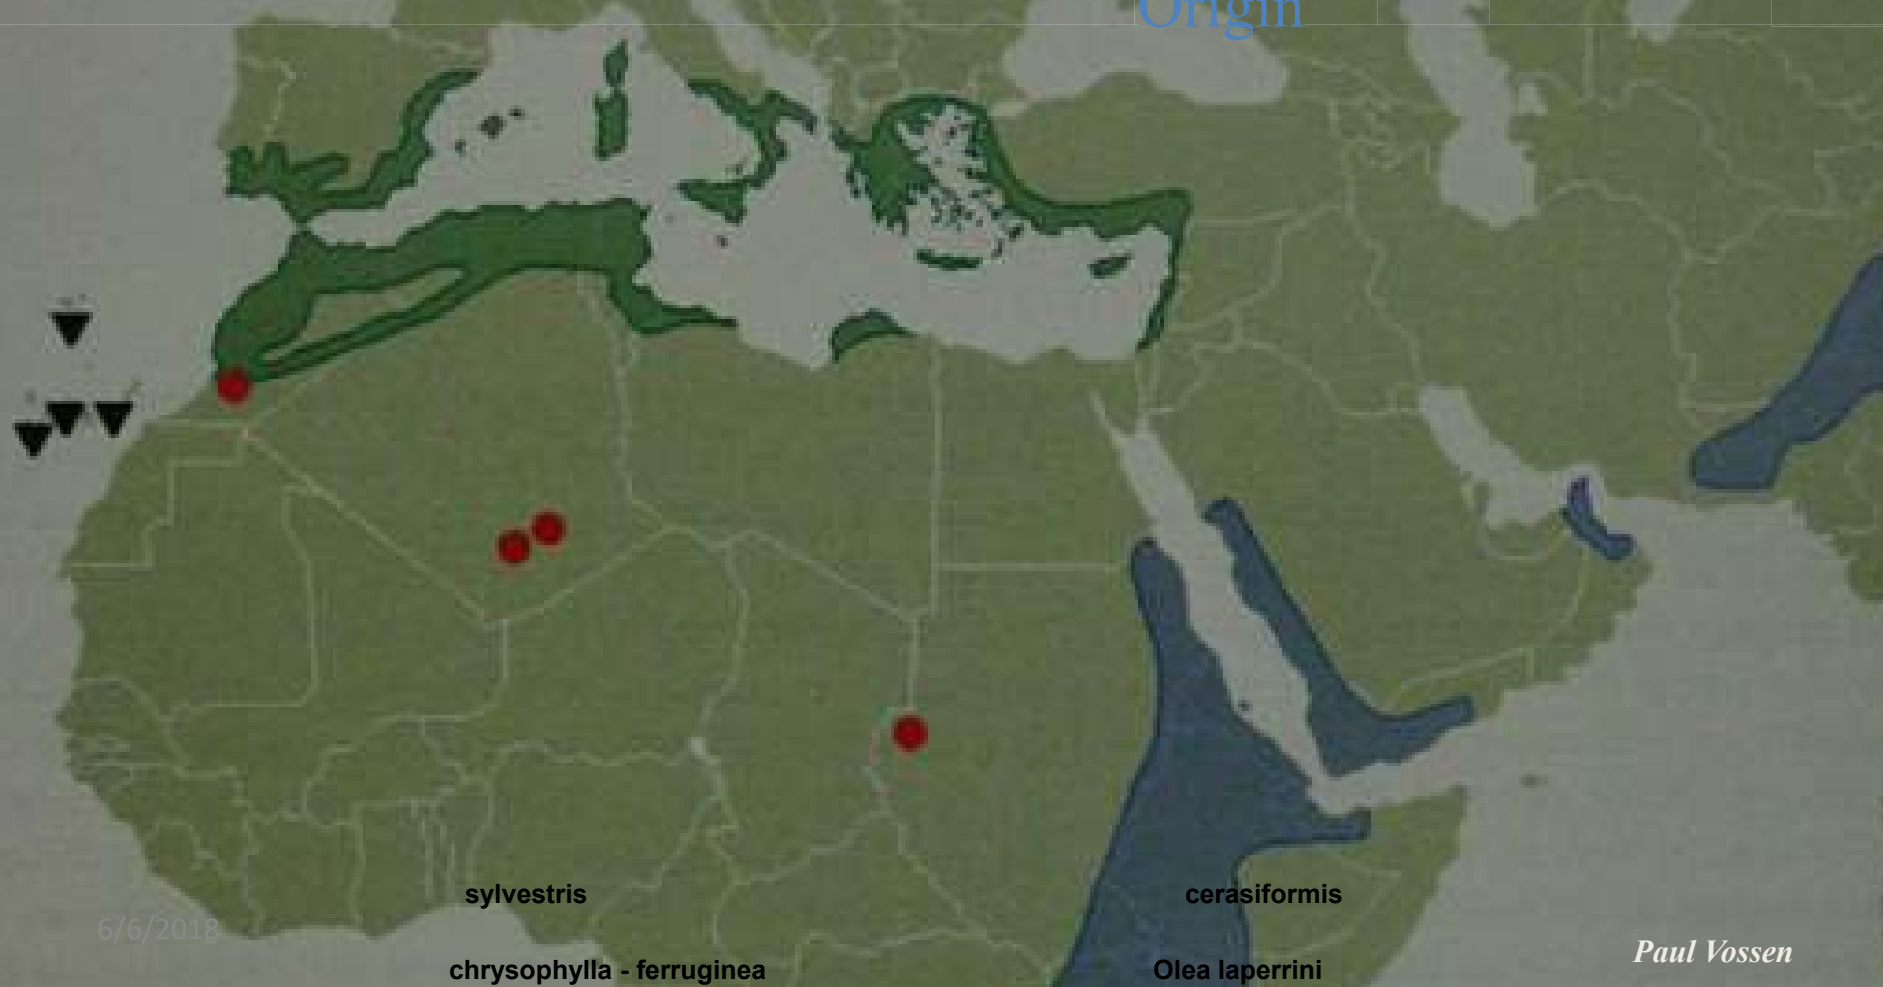 Origin
sylvestris
cerasiformis
6/6/2018
Paul Vossen
chrysophylla - ferruginea
Olea laperrini